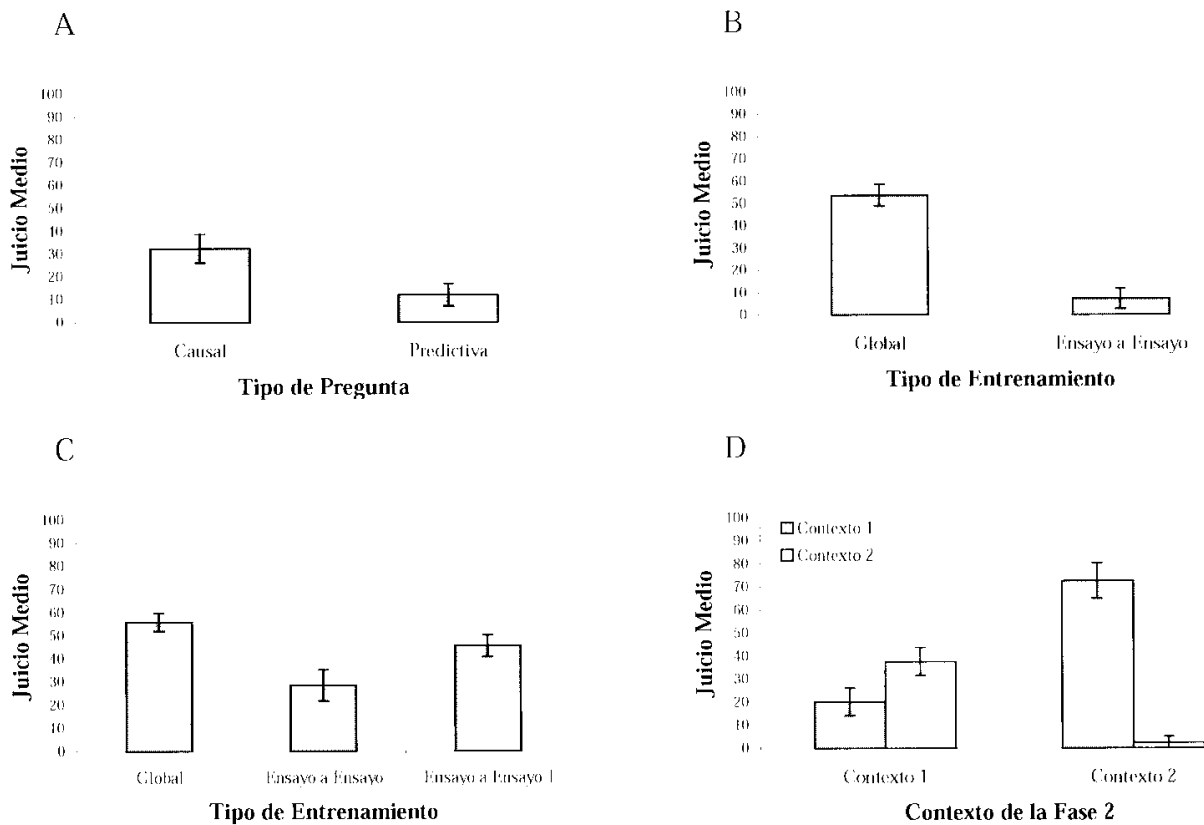 A
Juicio Medio
100
90
80
70
60
50
40
30
20
10
0
Causal Predictiva
Tipo de Pregunta
B
Juicio Medio
100
90
80
70
60
50
40
30
20
10
0
Global Ensayo a Ensayo
Tipo de Entrenamiento
C
Juicio Medio
100
90
80
70
60
50
40
30
20
10
0
Global Ensayo a Ensayo Ensayo a Ensayo 1
Tipo de Entrenamiento
D
Juicio Medio
100
90
80
70
60
50
40
30
20
10
0
Contexto 1
Contexto 2
Contexto 1 Contexto 2
Contexto de la Fase 2